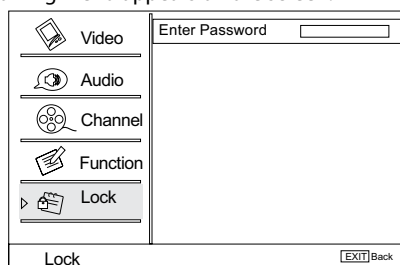 Video
Enter Password
Audio
Channel
Function
Lock
Lock
EXIT Back